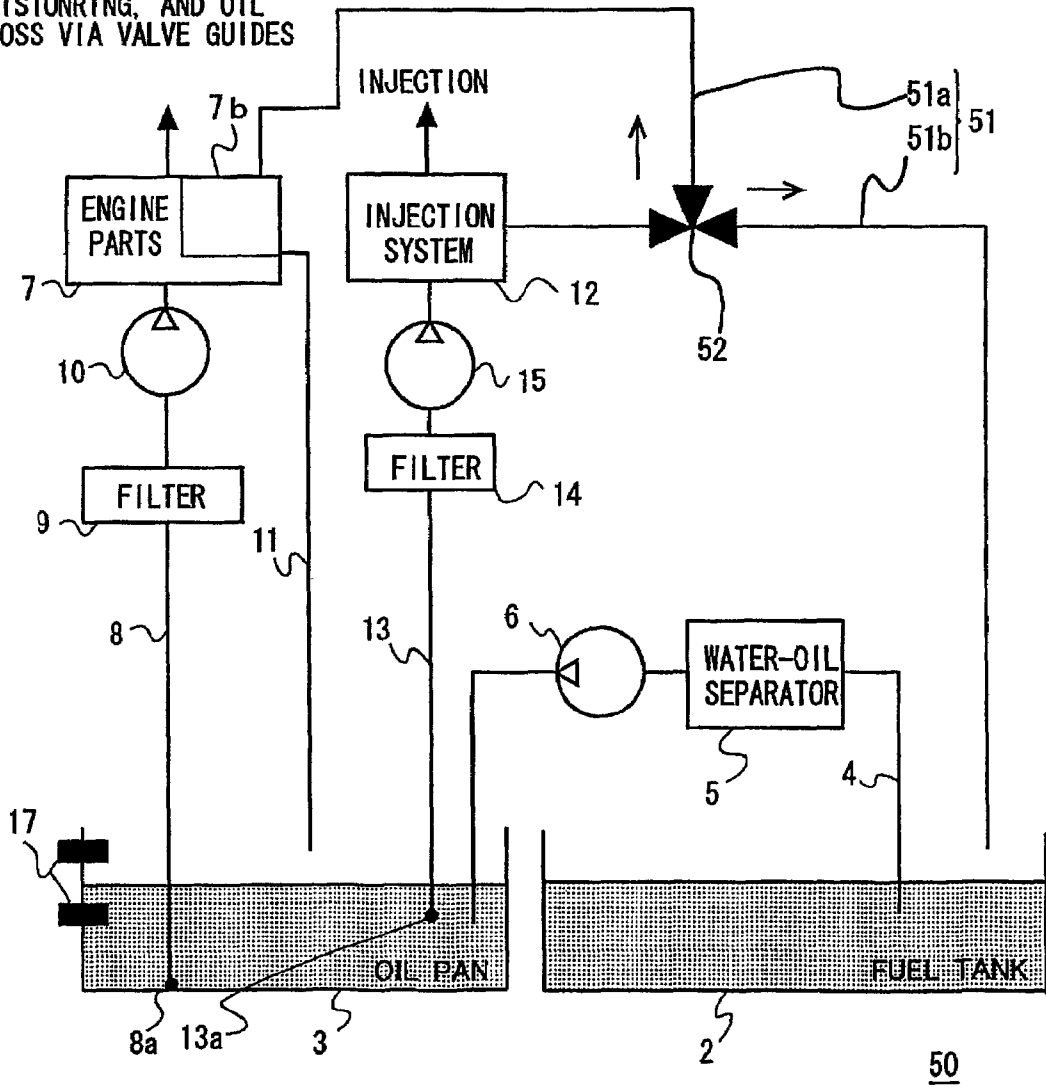 AND OIL
VIA VALVE GUIDES
INJECTION
7b
51a
51b
51
ENGINE
PARTS
INJECTION
SYSTEM
7
12
52
10
15
FILTER
FILTER
14
9
11
8
13
6
WATER-OIL
SEPARATOR
5
4
17
OIL PAN
FUEL TANK
8a
13a
3
2
50